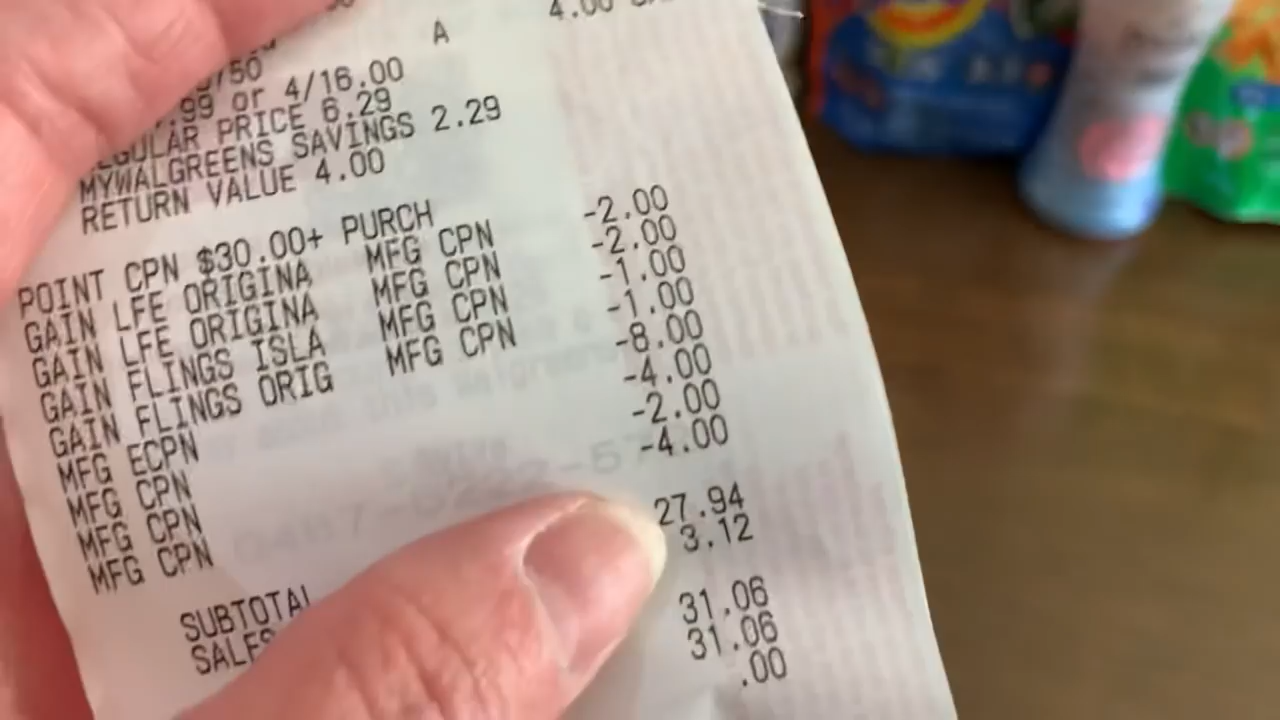 A 4.00
/50
.99 or 4/16.00
EGULAR PRICE 6.29
MYWALGREENS SAVINGS 2.29
RETURN VALUE 4.00
POINT CPN $30.00+ PURCH
GAIN LFE ORIGINA MFG CPN -2.00
GAIN LFE ORIGINA MFG CPN -2.00
GAIN FLINGS ISLA MFG CPN -1.00
GAIN FLINGS ORIG MFG CPN -1.00
MFG ECPN -8.00
MFG CPN -4.00
MFG CPN -2.00
MFG CPN -4.00
SUBTOTAL 27.94
SALES 3.12
31.06
31.06
.00